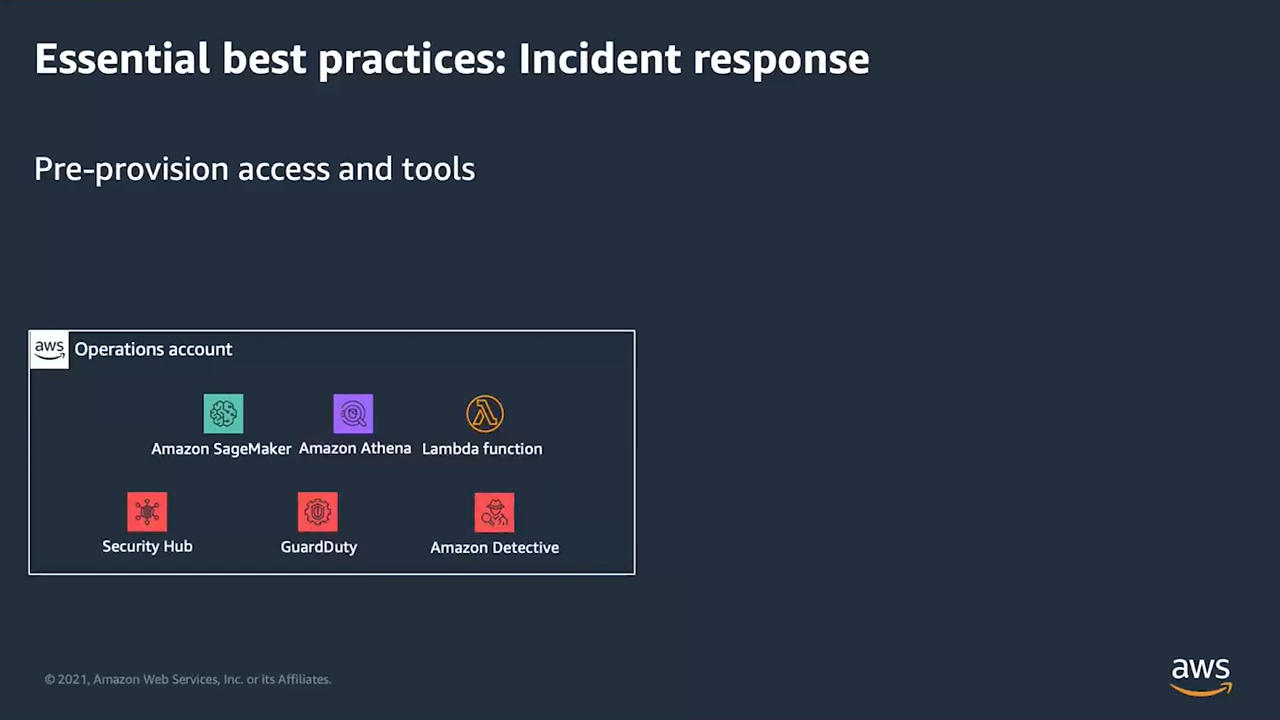 Essential best practices: Incident response
Pre-provision access and tools
aws Operations account
Amazon SageMaker Amazon Athena Lambda function
Security Hub GuardDuty Amazon Detective
© 2021, Amazon Web Services, Inc. or its Affiliates.
aws